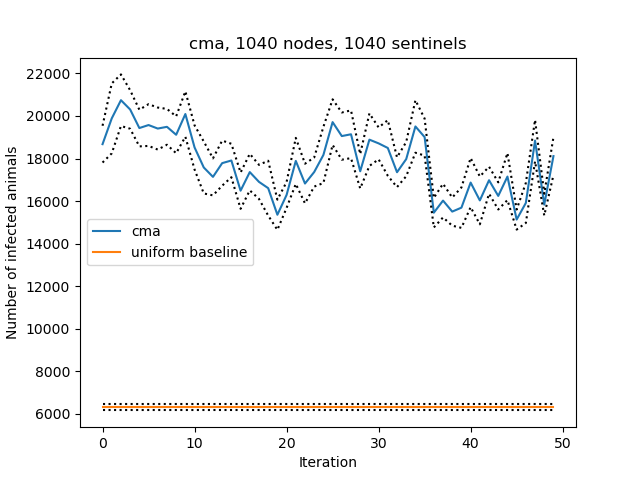 cma, 1040 nodes, 1040 sentinels
22000
20000
18000
16000
14000
12000
10000
8000
6000
Number of infected animals
cma
uniform baseline
0 10 20 30 40 50
Iteration